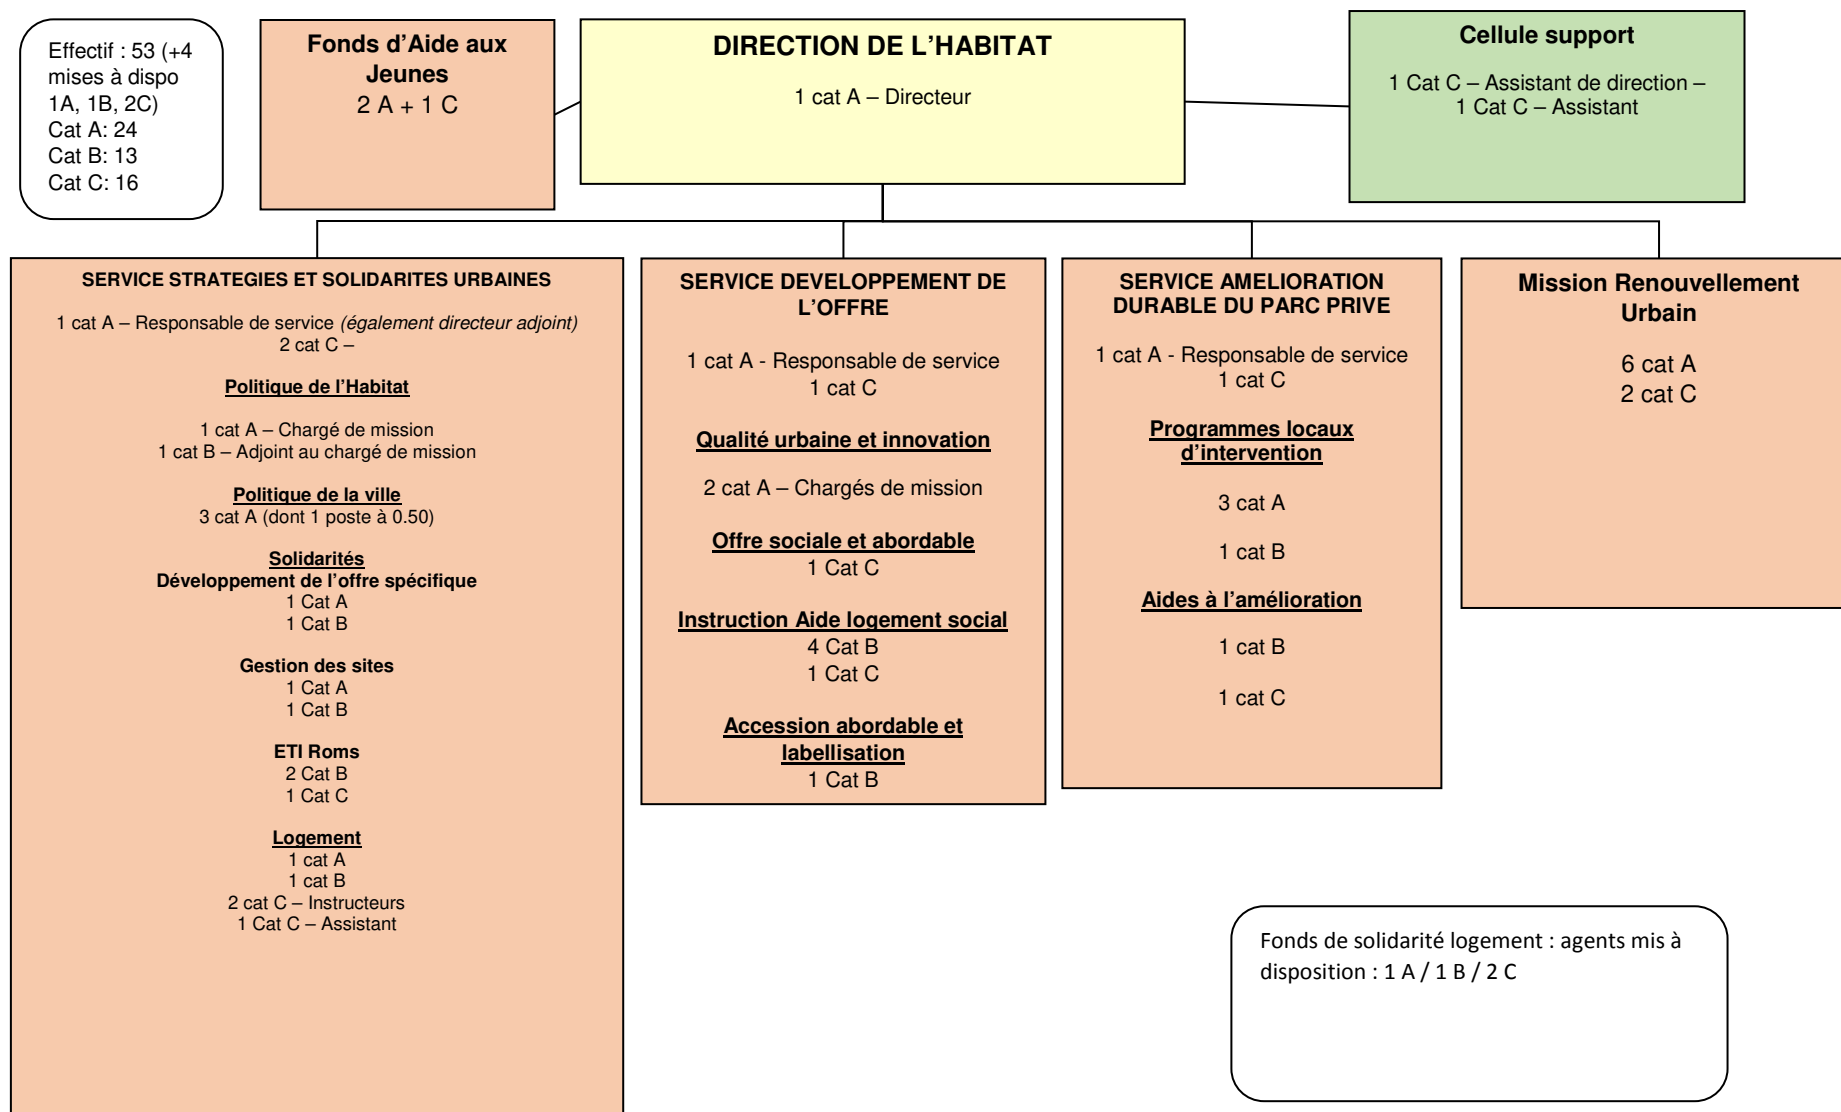 Effectif : 53 (+4
mises à dispo
1A, 1B, 2C)
Cat A: 24
Cat B: 13
Cat C: 16
Fonds d'Aide aux
Jeunes
2 A + 1 C
DIRECTION DE L'HABITAT
1 cat A – Directeur
Cellule support
1 Cat C – Assistant de direction –
1 Cat C – Assistant
SERVICE STRATEGIES ET SOLIDARITES URBAINES
1 cat A – Responsable de service (également directeur adjoint)
2 cat C –
Politique de l'Habitat
1 cat A – Chargé de mission
1 cat B – Adjoint au chargé de mission
Politique de la ville
3 cat A (dont 1 poste à 0.50)
Solidarités
Développement de l'offre spécifique
1 Cat A
1 Cat B
Gestion des sites
1 Cat A
1 Cat B
ETI Roms
2 Cat B
1 Cat C
Logement
1 cat A
1 cat B
2 cat C – Instructeurs
1 Cat C – Assistant
SERVICE DEVELOPPEMENT DE
L'OFFRE
1 cat A - Responsable de service
1 cat C
Qualité urbaine et innovation
2 cat A – Chargés de mission
Offre sociale et abordable
1 Cat C
Instruction Aide logement social
4 Cat B
1 Cat C
Accession abordable et
labellisation
1 Cat B
SERVICE AMELIORATION
DURABLE DU PARC PRIVE
1 cat A - Responsable de service
1 cat C
Programmes locaux
d'intervention
3 cat A
1 cat B
Aides à l'amélioration
1 cat B
1 cat C
Mission Renouvellement
Urbain
6 cat A
2 cat C
Fonds de solidarité logement : agents mis à
disposition : 1 A / 1 B / 2 C